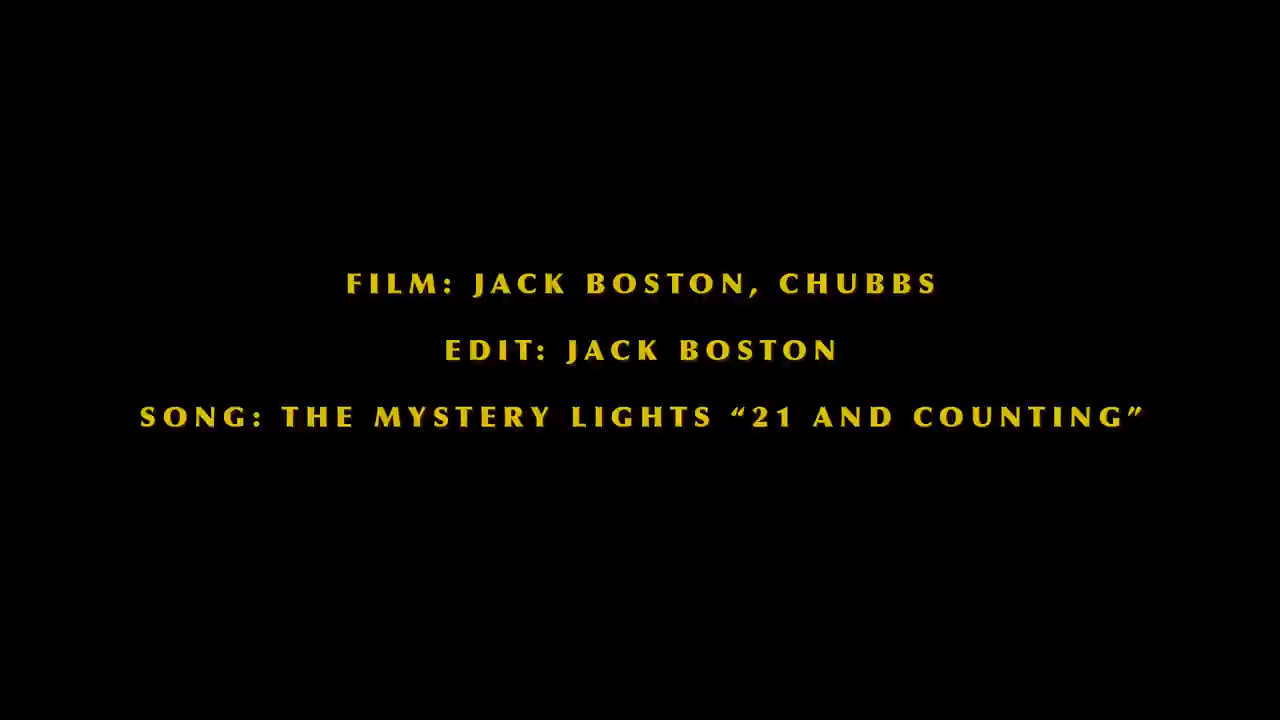 FILM: JACK BOSTON, CHUBBS
EDIT: JACK BOSTON
SONG: THE MYSTERY LIGHTS “21 AND COUNTING”